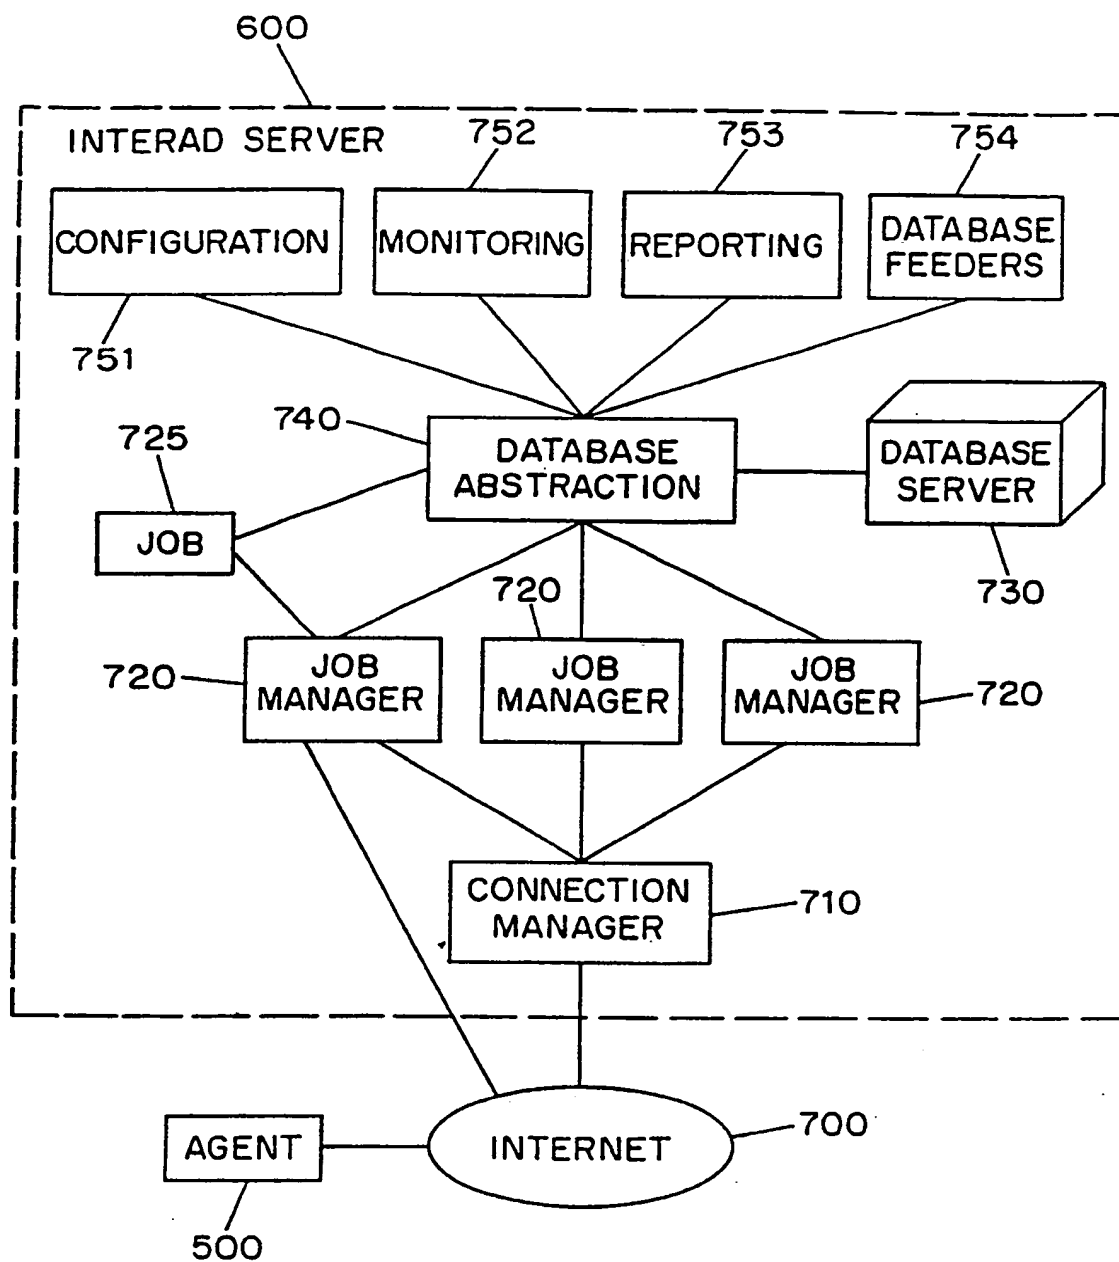 600
INTERAD SERVER
752
753
754
CONFIGURATION
MONITORING
REPORTING
DATABASE
FEEDERS
751
740
725
DATABASE
ABSTRACTION
DATABASE
SERVER
JOB
730
720
720
JOB
MANAGER
JOB
MANAGER
JOB
MANAGER
720
CONNECTION
MANAGER
710
AGENT
INTERNET
700
500